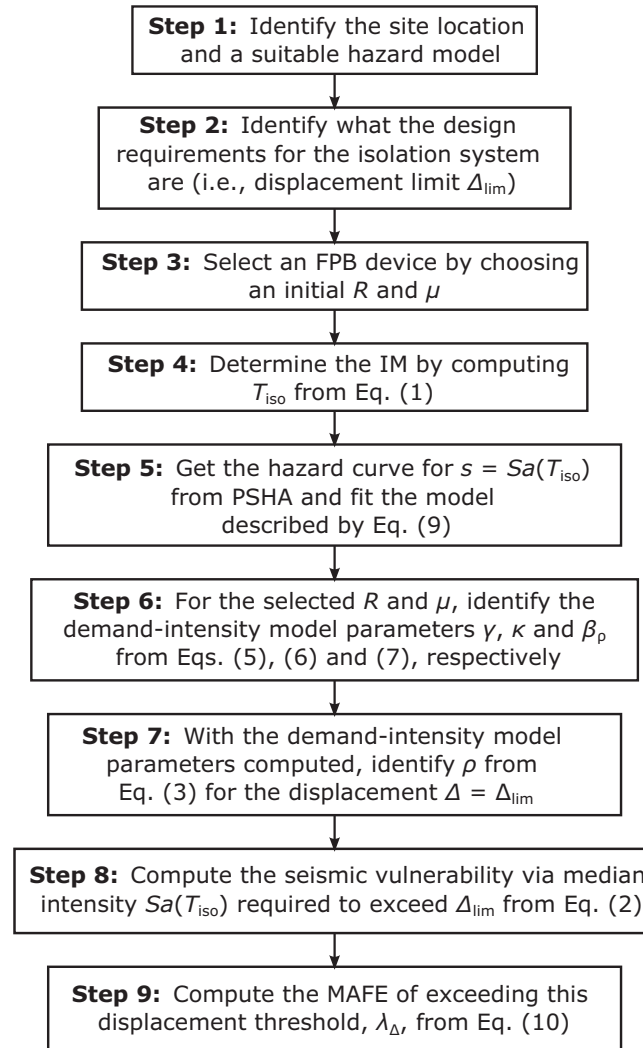 Step 1: Identify the site location
and a suitable hazard model
Step 2: Identify what the design
requirements for the isolation system
are (i.e., displacement limit Δlim)
Step 3: Select an FPB device by choosing
an initial R and μ
Step 4: Determine the IM by computing
Tiso from Eq. (1)
Step 5: Get the hazard curve for s = Sa(Tiso)
from PSHA and fit the model
described by Eq. (9)
Step 6: For the selected R and μ, identify the
demand-intensity model parameters γ, κ and βρ
from Eqs. (5), (6) and (7), respectively
Step 7: With the demand-intensity model
parameters computed, identify ρ from
Eq. (3) for the displacement Δ = Δlim
Step 8: Compute the seismic vulnerability via median
intensity Sa(Tiso) required to exceed Δlim from Eq. (2)
Step 9: Compute the MAFE of exceeding this
displacement threshold, λΔ, from Eq. (10)